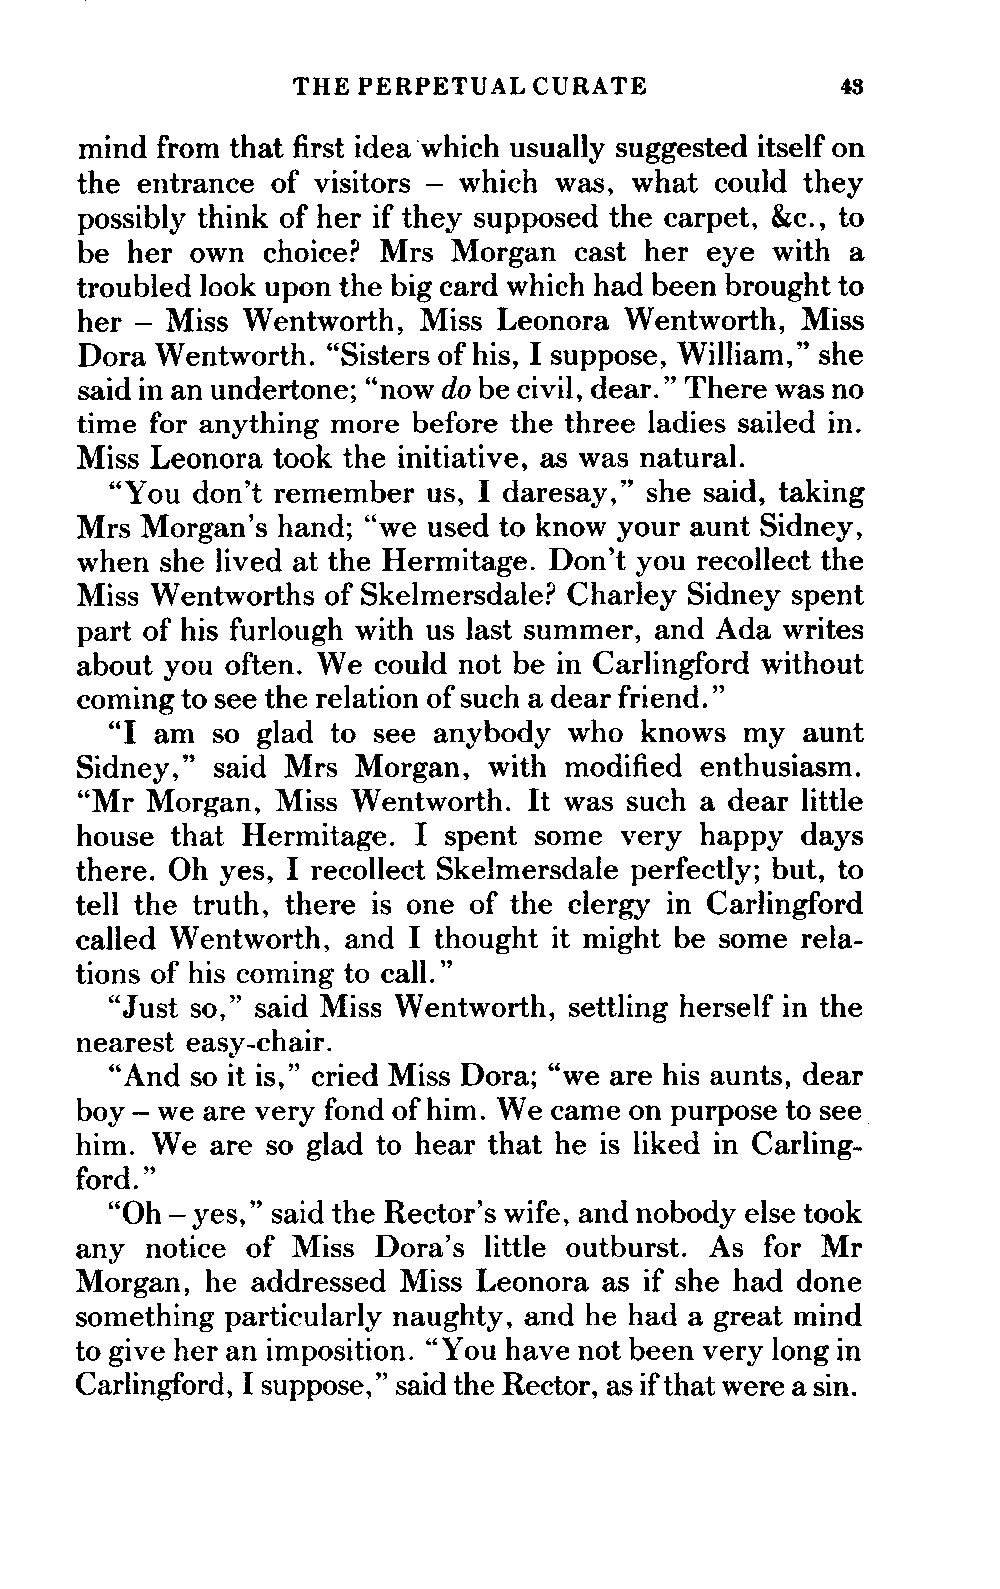 THE PERPETUAL CURATE 43
mind from that first idea which usually suggested itself on
the entrance of visitors – which was, what could they
possibly think of her if they supposed the carpet, &c., to
be her own choice? Mrs Morgan cast her eye with a
troubled look upon the big card which had been brought to
her – Miss Wentworth, Miss Leonora Wentworth, Miss
Dora Wentworth. “Sisters of his, I suppose, William,” she
said in an undertone; “now do be civil, dear.” There was no
time for anything more before the three ladies sailed in.
Miss Leonora took the initiative, as was natural.
“You don’t remember us, I daresay,” she said, taking
Mrs Morgan’s hand; “we used to know your aunt Sidney,
when she lived at the Hermitage. Don’t you recollect the
Miss Wentworths of Skelmersdale? Charley Sidney spent
part of his furlough with us last summer, and Ada writes
about you often. We could not be in Carlingford without
coming to see the relation of such a dear friend.”
“I am so glad to see anybody who knows my aunt
Sidney,” said Mrs Morgan, with modified enthusiasm.
“Mr Morgan, Miss Wentworth. It was such a dear little
house that Hermitage. I spent some very happy days
there. Oh yes, I recollect Skelmersdale perfectly; but, to
tell the truth, there is one of the clergy in Carlingford
called Wentworth, and I thought it might be some rela-
tions of his coming to call.”
“Just so,” said Miss Wentworth, settling herself in the
nearest easy-chair.
“And so it is,” cried Miss Dora; “we are his aunts, dear
boy – we are very fond of him. We came on purpose to see
him. We are so glad to hear that he is liked in Carling-
ford.”
“Oh – yes,” said the Rector’s wife, and nobody else took
any notice of Miss Dora’s little outburst. As for Mr
Morgan, he addressed Miss Leonora as if she had done
something particularly naughty, and he had a great mind
to give her an imposition. “You have not been very long in
Carlingford, I suppose,” said the Rector, as if that were a sin.